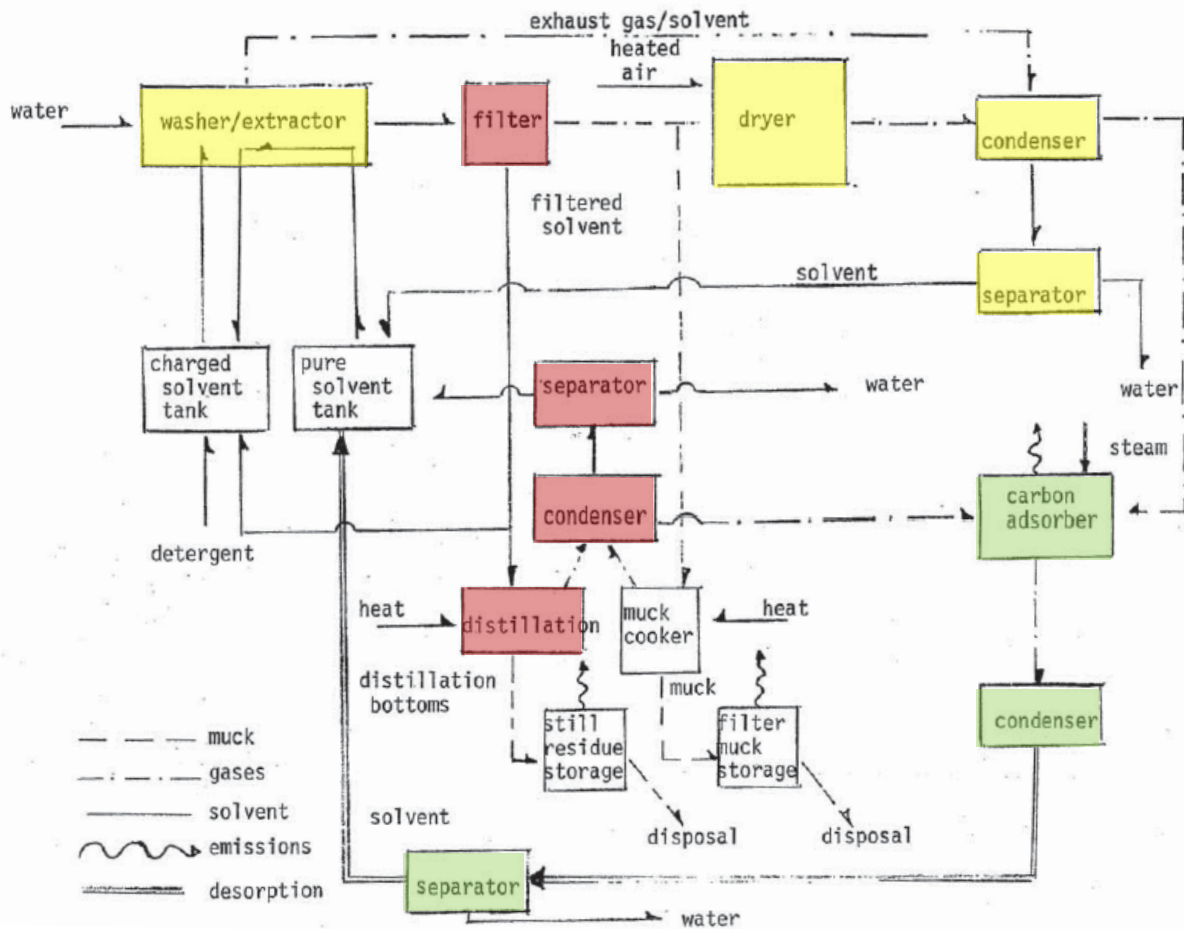 exhaust gas/solvent
heated
air
water
washer/extractor
filter
dryer
condenser
filtered
solvent
solvent
separator
charged
solvent
tank
pure
solvent
tank
separator
water
water
steam
condenser
carbon
adsorber
detergent
heat
distillation
muck
cooker
heat
distillation
bottoms
muck
still
residue
storage
filter
muck
storage
condenser
muck
gases
solvent
emissions
desorption
solvent
disposal
disposal
separator
water